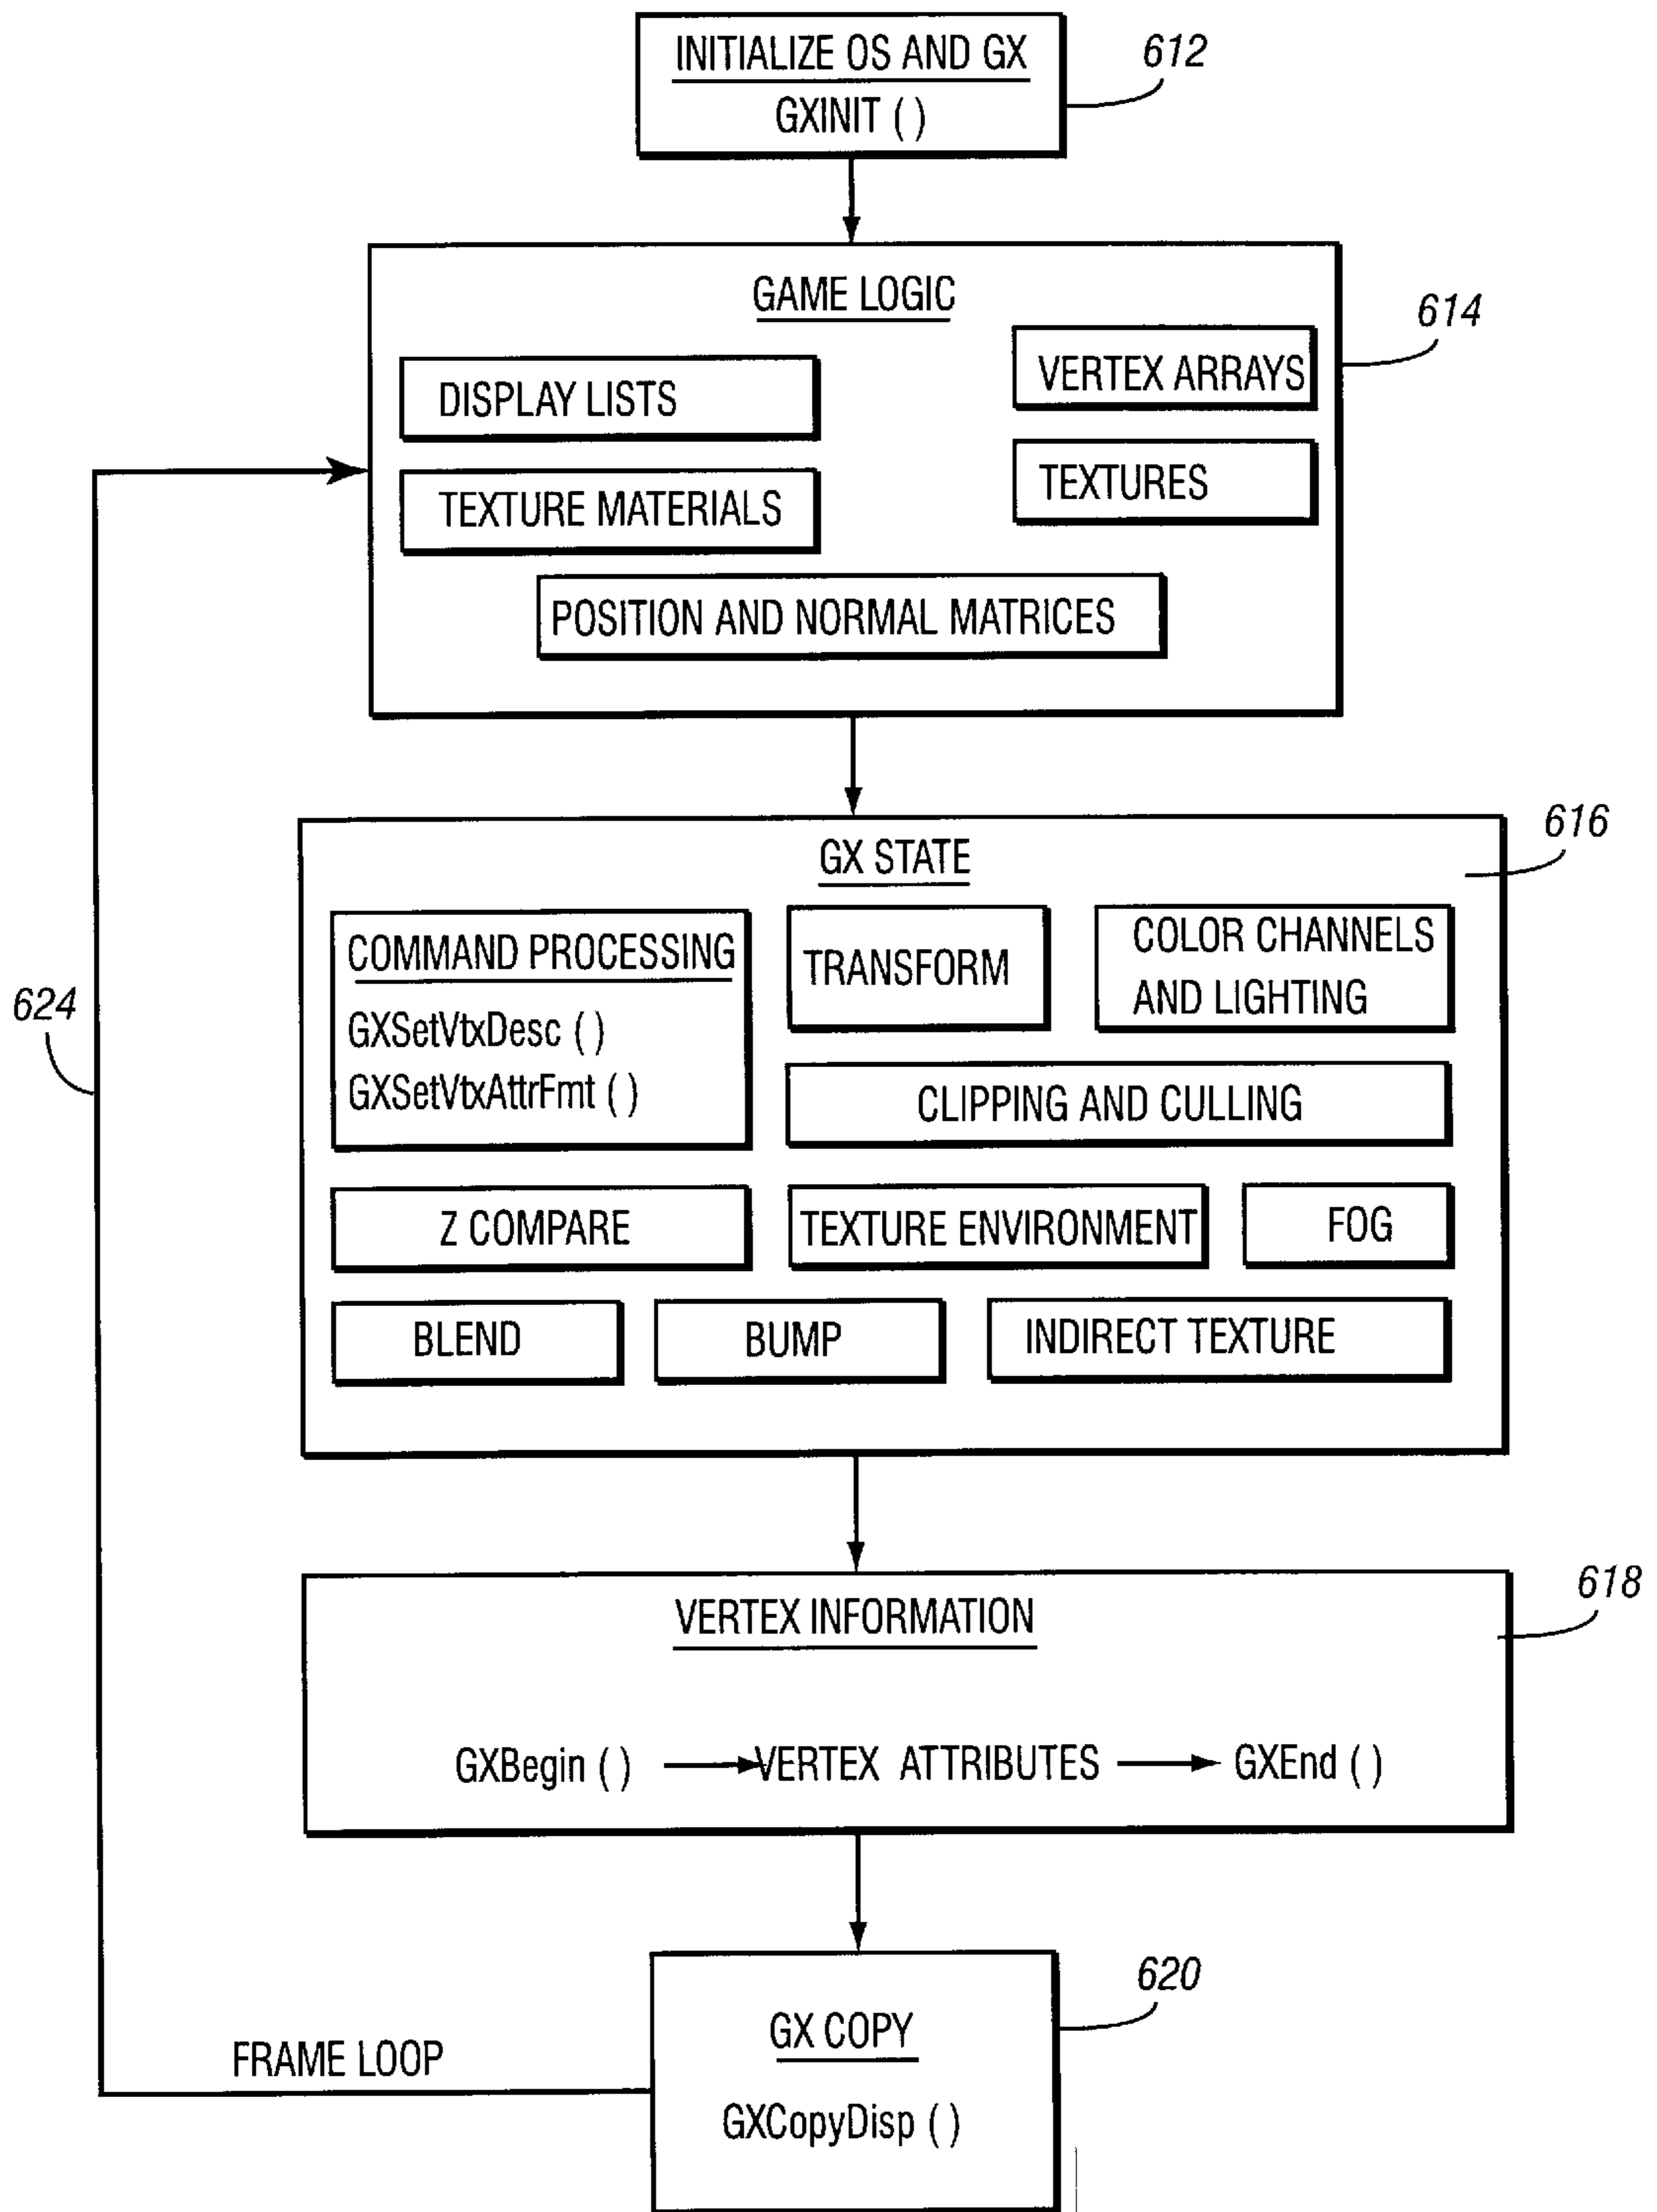 INITIALIZE OS AND GX
GXINIT ( )
612
GAME LOGIC
614
DISPLAY LISTS
VERTEX ARRAYS
TEXTURE MATERIALS
TEXTURES
POSITION AND NORMAL MATRICES
616
GX STATE
COMMAND PROCESSING
GXSetVtxDesc ( )
GXSetVtxAttrFmt ( )
TRANSFORM
COLOR CHANNELS
AND LIGHTING
CLIPPING AND CULLING
624
Z COMPARE
TEXTURE ENVIRONMENT
FOG
BLEND
BUMP
INDIRECT TEXTURE
618
VERTEX INFORMATION
GXBegin ( ) VERTEX ATTRIBUTES GXEnd ( )
620
GX COPY
GXCopyDisp ( )
FRAME LOOP